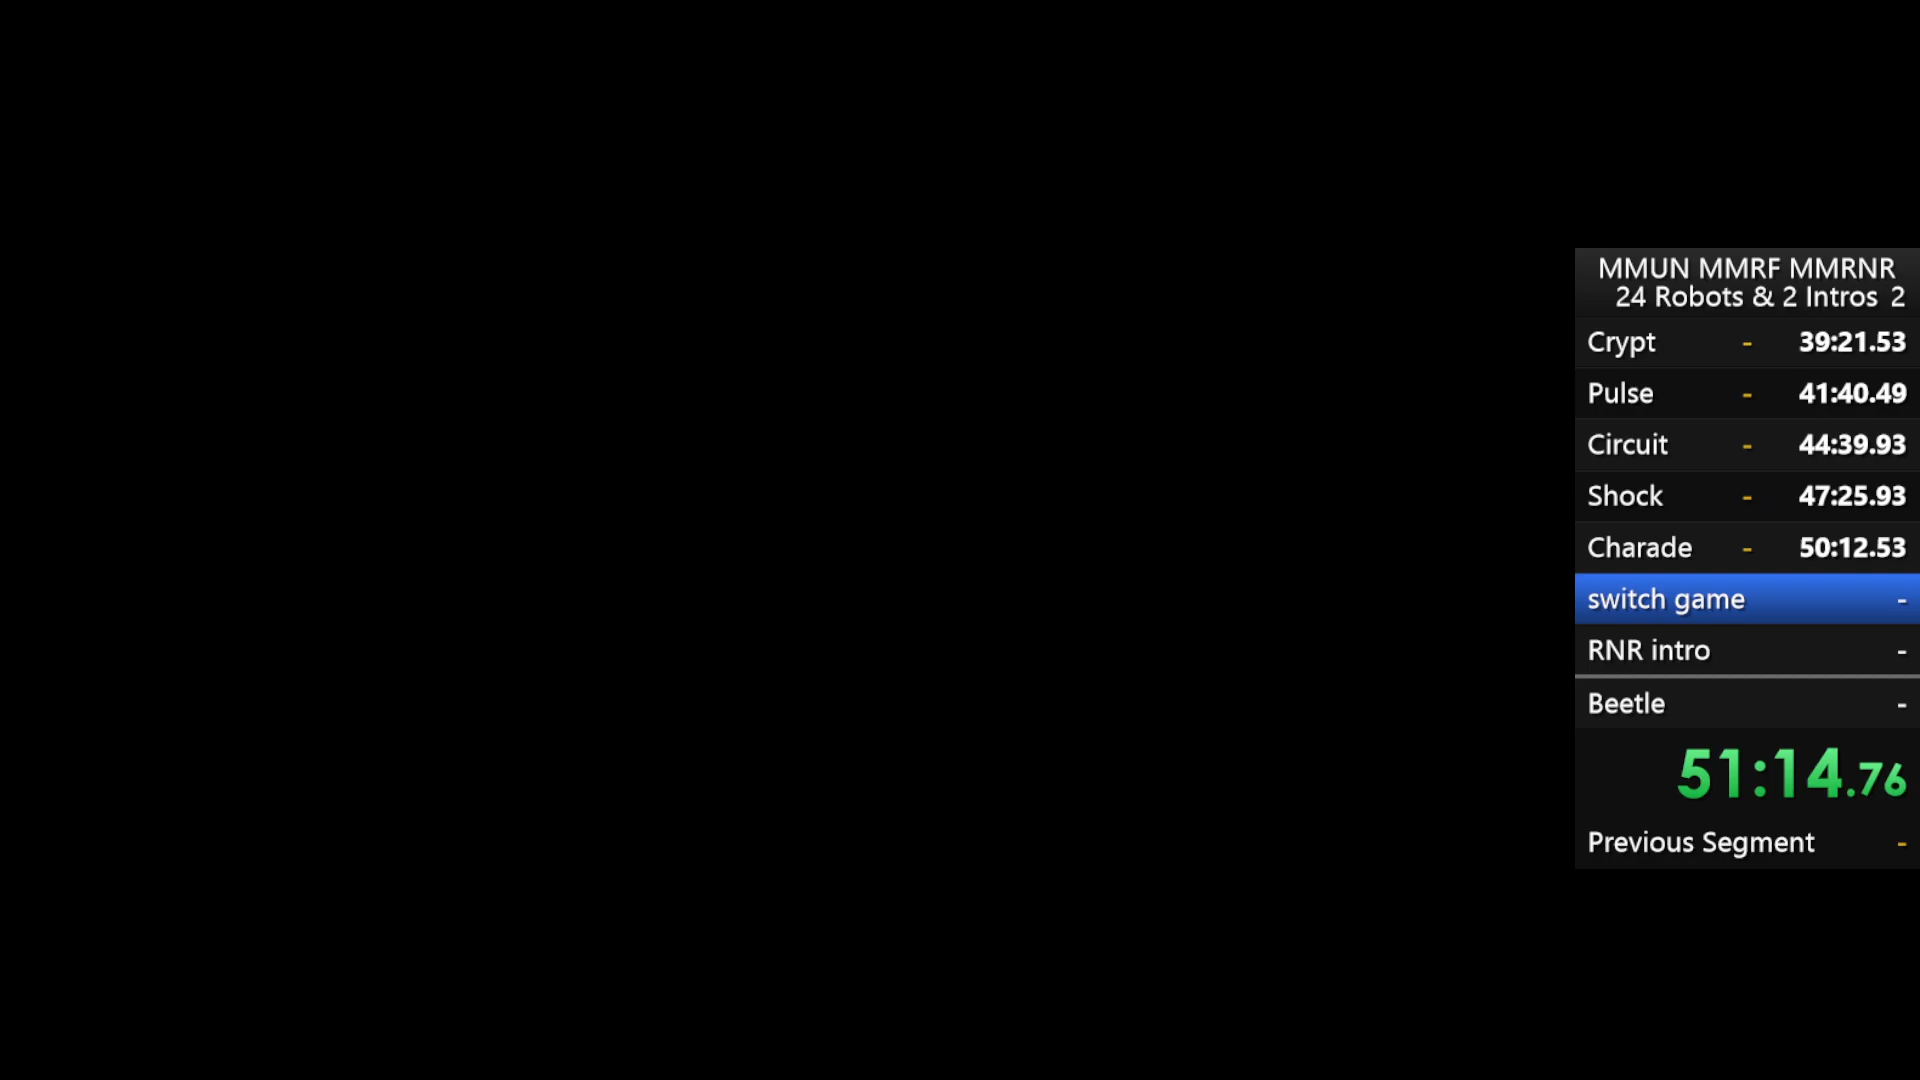 MMUN MMRF MMRNR
24 Robots & 2 Intros 2
Crypt - 39:21.53
Pulse - 41:40.49
Circuit - 44:39.93
Shock - 47:25.93
Charade - 50:12.53
switch game -
RNR intro -
Beetle -
51:14.76
Previous Segment -